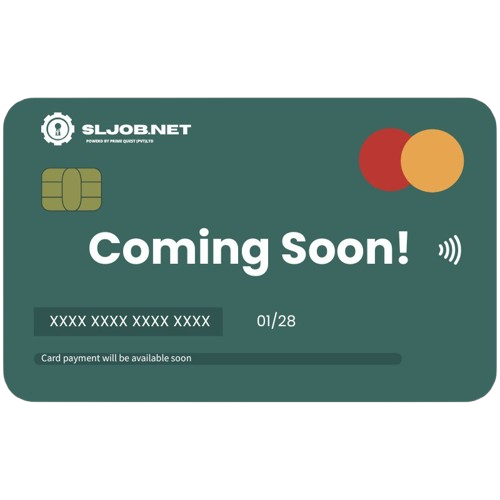 SLJOB.NET
POWERD BY PRIME QUEST (PVT)LTD
Coming Soon!
XXXX XXXX XXXX XXXX 01/28
Card payment will be available soon